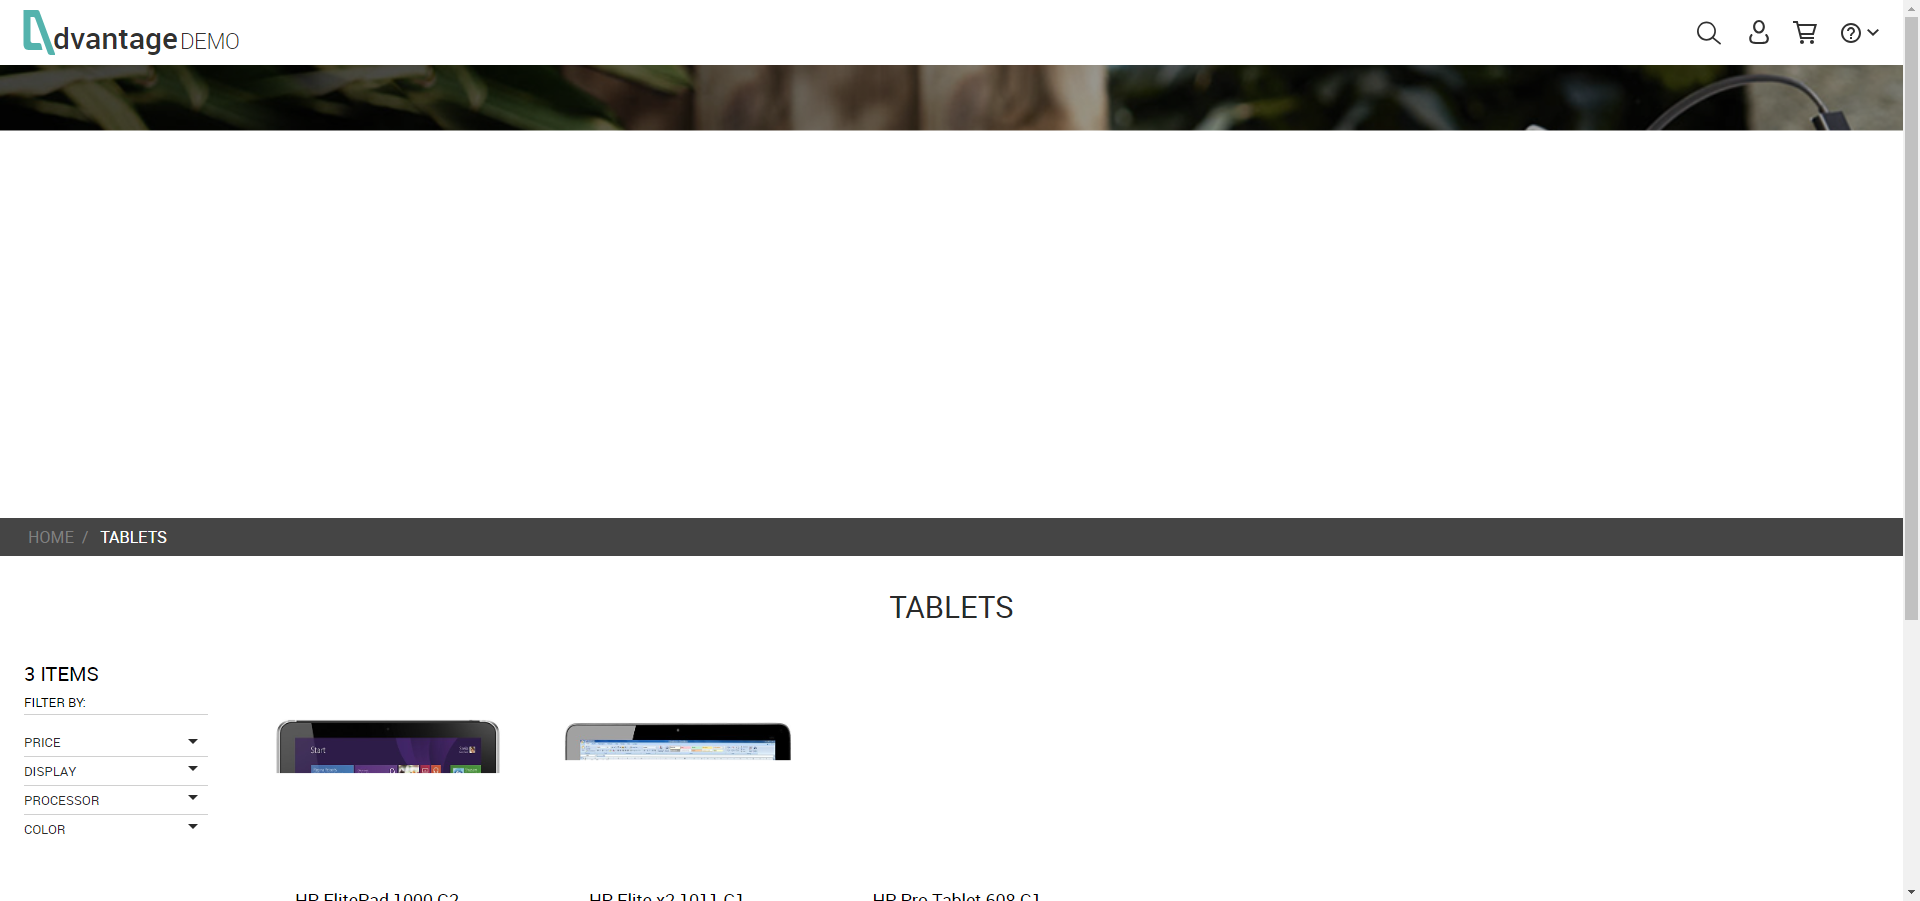 dvantage DEMO
HOME / TABLETS
TABLETS
3 ITEMS
FILTER BY:
PRICE
DISPLAY
PROCESSOR
COLOR
Start
HP ElitePad 1000 G2
HP Elite x2 1011 G1
HP Pro Tablet 608 G1